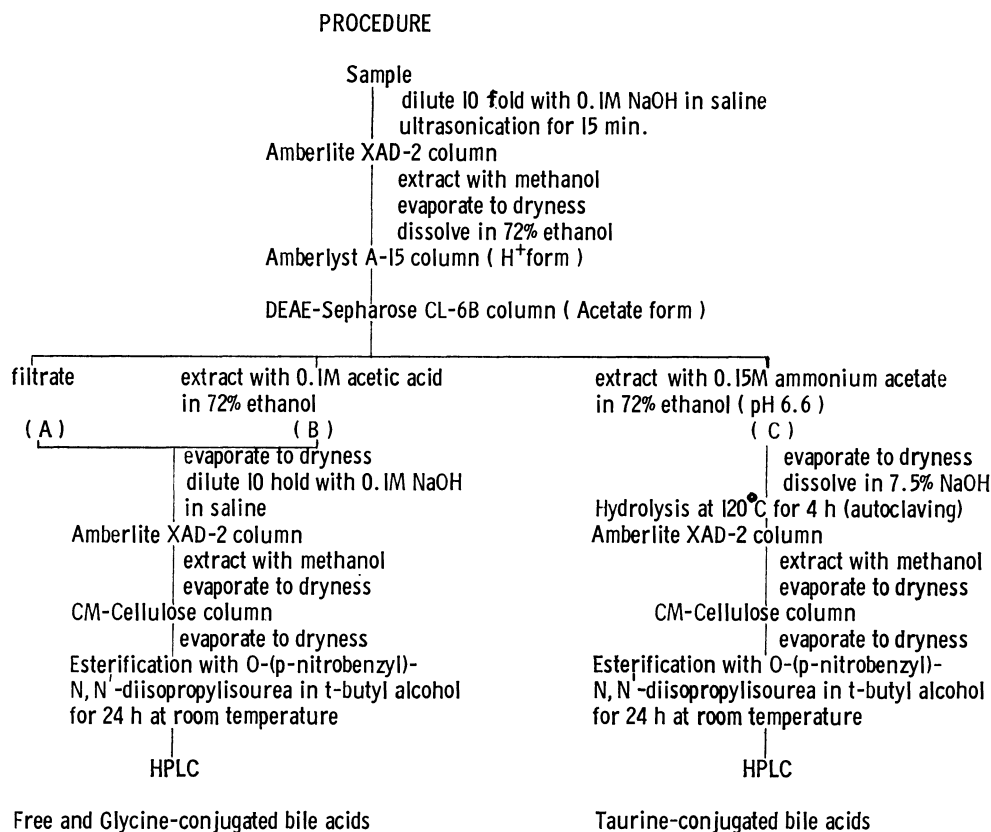 PROCEDURE
Sample
dilute 10 fold with 0.1M NaOH in saline
ultrasonication for 15 min.
Amberlite XAD-2 column
extract with methanol
evaporate to dryness
dissolve in 72% ethanol
Amberlyst A-15 column ( H+form )
DEAE-Sepharose CL-6B column ( Acetate form )
filtrate
(A)
extract with 0.1M acetic acid
in 72% ethanol
(B)
evaporate to dryness
dilute 10 hold with 0.1M NaOH
in saline
Amberlite XAD-2 column
extract with methanol
evaporate to dryness
CM-Cellulose column
evaporate to dryness
Esterification with O-(p-nitrobenzyl)-
N, N'-diisopropylisourea in t-butyl alcohol
for 24 h at room temperature
HPLC
Free and Glycine-conjugated bile acids
extract with 0.15M ammonium acetate
in 72% ethanol ( pH 6.6 )
(C)
evaporate to dryness
dissolve in 7.5% NaOH
Hydrolysis at 120°C for 4 h (autoclaving)
Amberlite XAD-2 column
extract with methanol
evaporate to dryness
CM-Cellulose column
evaporate to dryness
Esterification with O-(p-nitrobenzyl)-
N, N'-diisopropylisourea in t-butyl alcohol
for 24 h at room temperature
HPLC
Taurine-conjugated bile acids